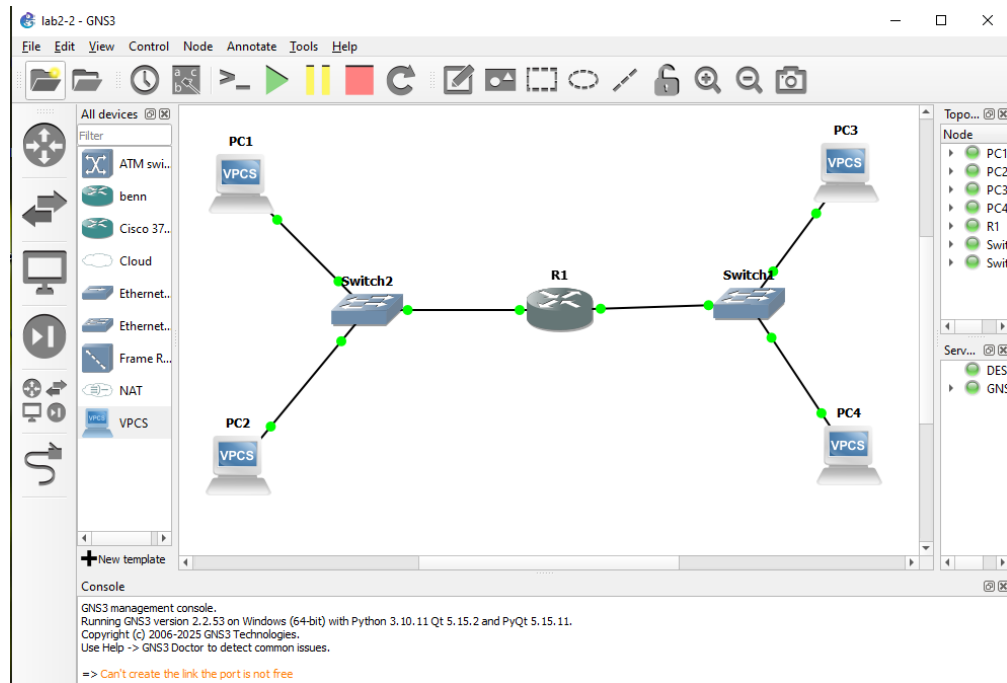 lab2-2 - GNS3
File Edit View Control Node Annotate Tools Help
All devices
Filter
ATM swi..
benn
Cisco 37..
Cloud
Ethernet..
Ethernet..
Frame R...
NAT
VPCS
New template
PC1
VPCS
PC2
VPCS
Switch2
R1
Switch1
PC3
VPCS
PC4
VPCS
Topo...
Node
PC1
PC2
PC3
PC4
R1
Swit
Swit
Serv...
DES
GNS
Console
GNS3 management console.
Running GNS3 version 2.2.53 on Windows (64-bit) with Python 3.10.11 Qt 5.15.2 and PyQt 5.15.11.
Copyright (c) 2006-2025 GNS3 Technologies.
Use Help -> GNS3 Doctor to detect common issues.
=> Can't create the link the port is not free